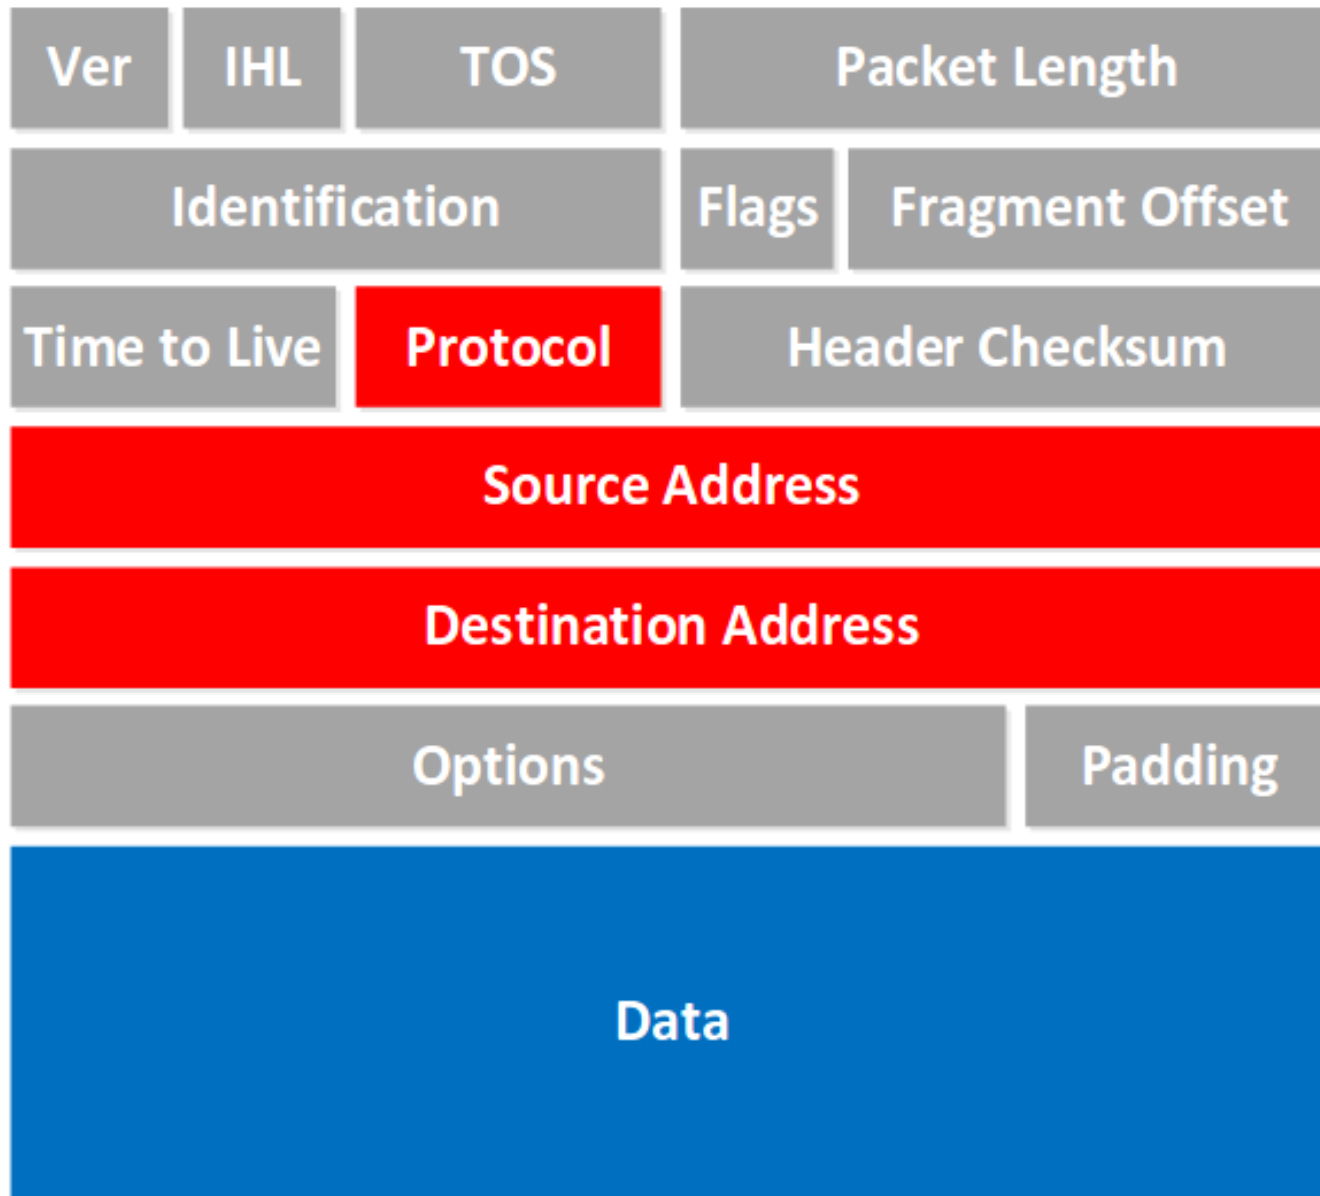 Ver IHL TOS Packet Length
Identification Flags Fragment Offset
Time to Live Protocol Header Checksum
Source Address
Destination Address
Options Padding
Data